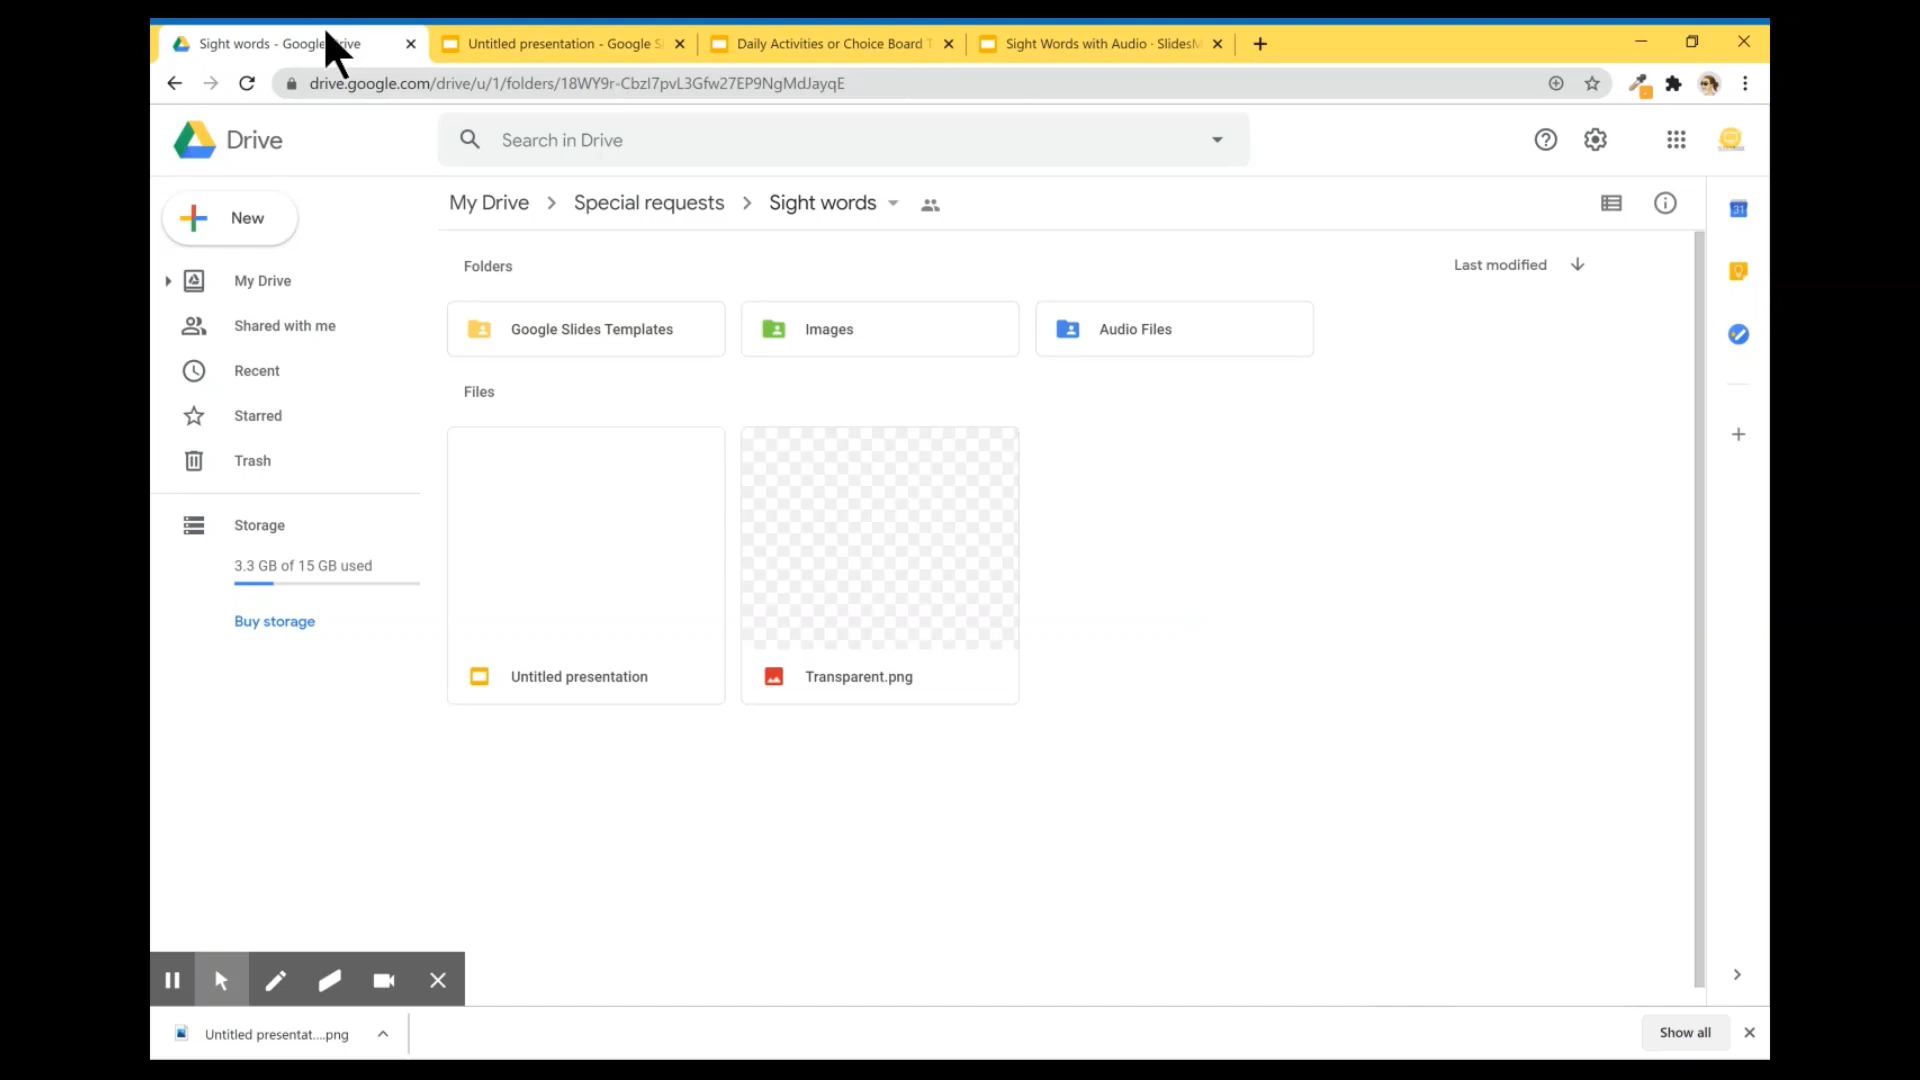 Sight words - Google Drive
Untitled presentation - Google S
Daily Activities or Choice Board T
Sight Words with Audio · SlidesM
drive.google.com/drive/u/1/folders/18WY9r-CbzI7pvL3Gfw27EP9NgMdJayqE
Drive
Search in Drive
New
My Drive
Special requests
Sight words
Folders
Last modified
31
My Drive
Shared with me
Recent
Starred
Trash
Google Slides Templates
Images
Audio Files
Files
Storage
3.3 GB of 15 GB used
Buy storage
Untitled presentation
Transparent.png
Untitled presentat....png
Show all